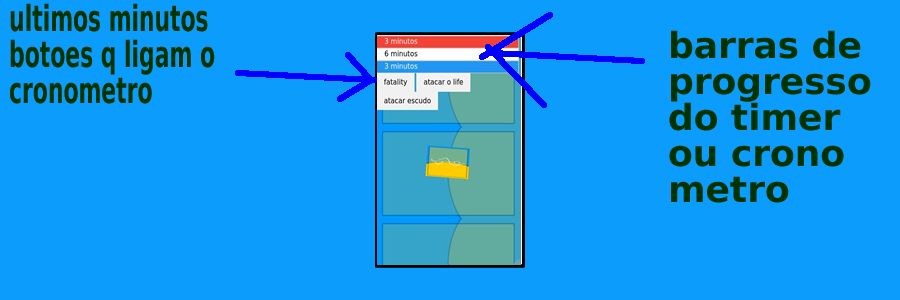 ultimos minutos
botoes q ligam o
cronometro
3 minutos
6 minutos
3 minutos
fatality
atacar o life
atacar escudo
barras de
progresso
do timer
ou crono
metro